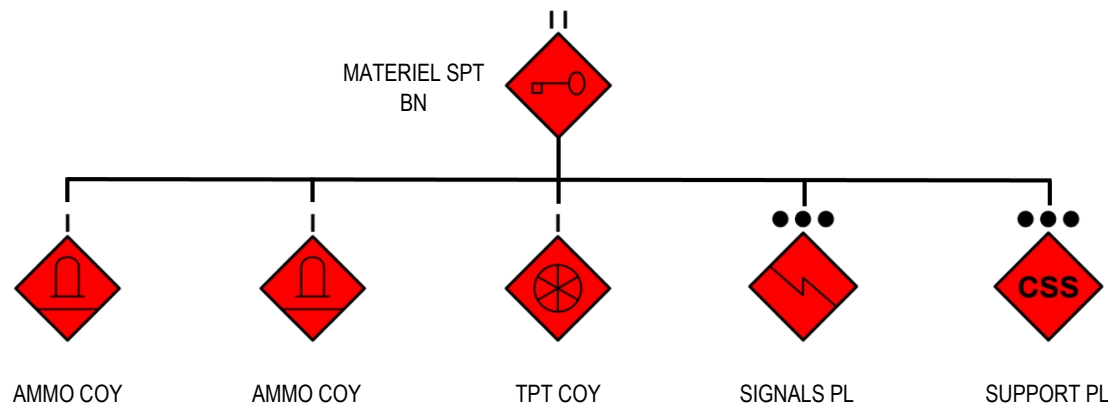 MATERIEL SPT
BN
CSS
AMMO COY
AMMO COY
TPT COY
SIGNALS PL
SUPPORT PL